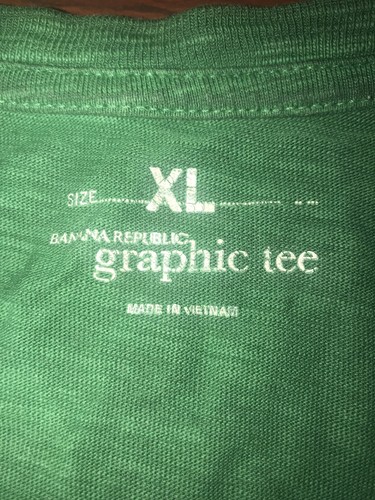 SIZE XL
BANANA REPUBLIC
graphic tee
MADE IN VIETNAM